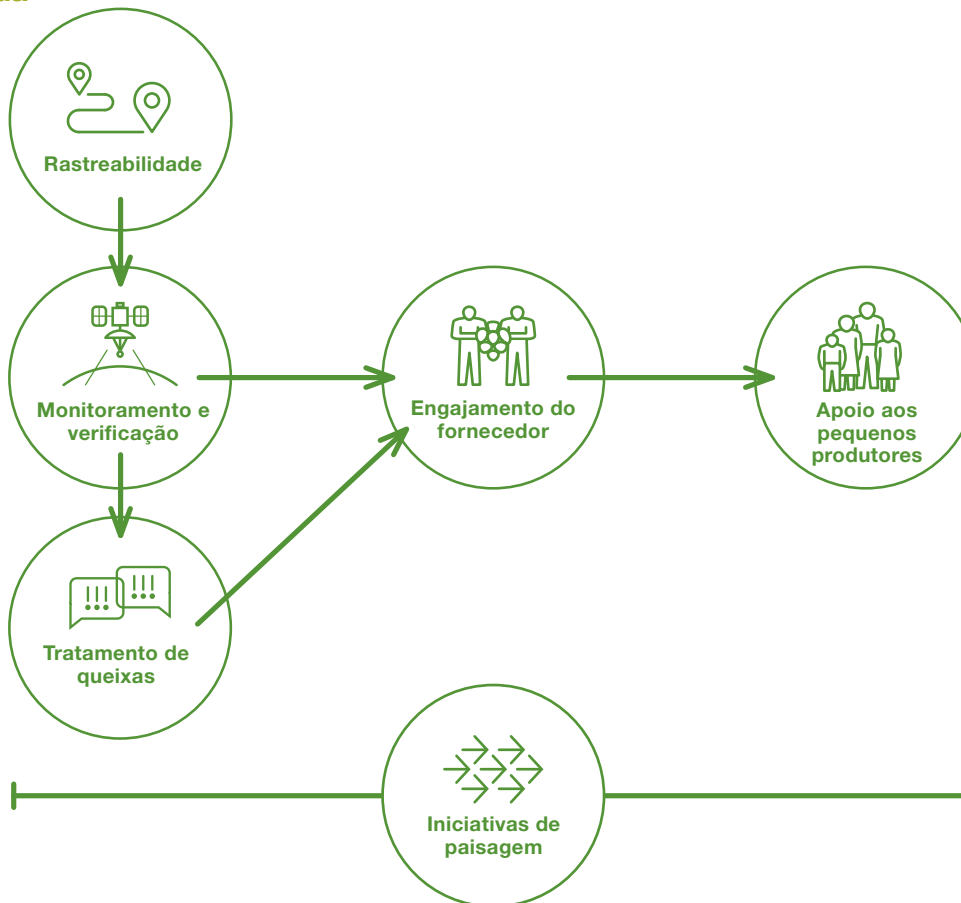 Rastreabilidade
Monitoramento e
verificação
Engajamento do
fornecedor
Apoio aos
pequenos
produtores
Tratamento de
queixas
Iniciativas de
paisagem